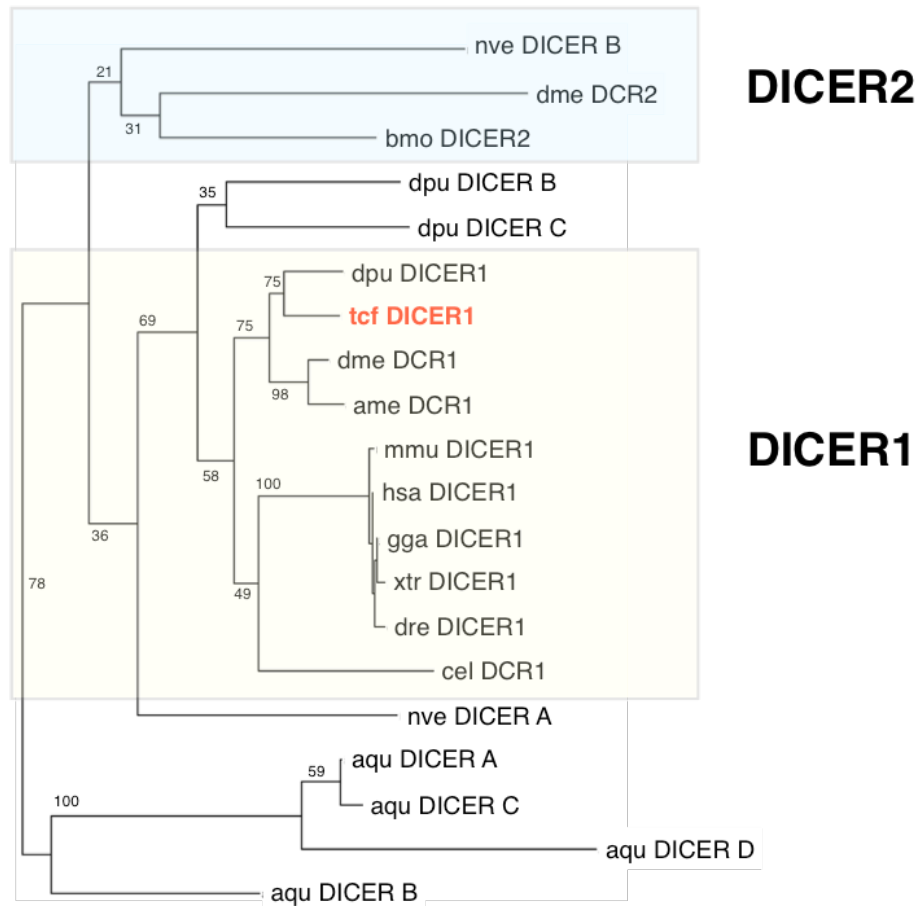 nve DICER B
21
DICER2
dme DCR2
31
bmo DICER2
dpu DICER B
35
dpu DICER C
dpu DICER1
75
tcf DICER1
69
75
dme DCR1
98
ame DCR1
mmu DICER1
DICER1
58
100
hsa DICER1
36
gga DICER1
78
xtr DICER1
49
dre DICER1
cel DCR1
nve DICER A
aqu DICER A
59
100
aqu DICER C
aqu DICER D
aqu DICER B